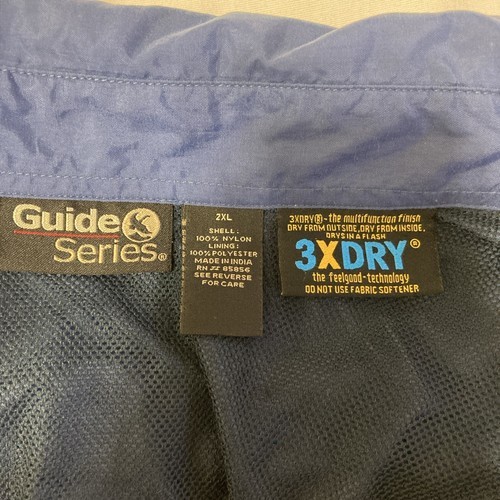 Guide
Series®
2XL
SHELL:
100% NYLON
LINING:
100% POLYESTER
MADE IN INDIA
RN 85856
SEE REVERSE
FOR CARE
3XDRY®-the multifunction finish
DRY FROM OUTSIDE,DRY FROM INSIDE,
DRYS IN A FLASH
3XDRY®
the feelgood-technology
DO NOT USE FABRIC SOFTENER